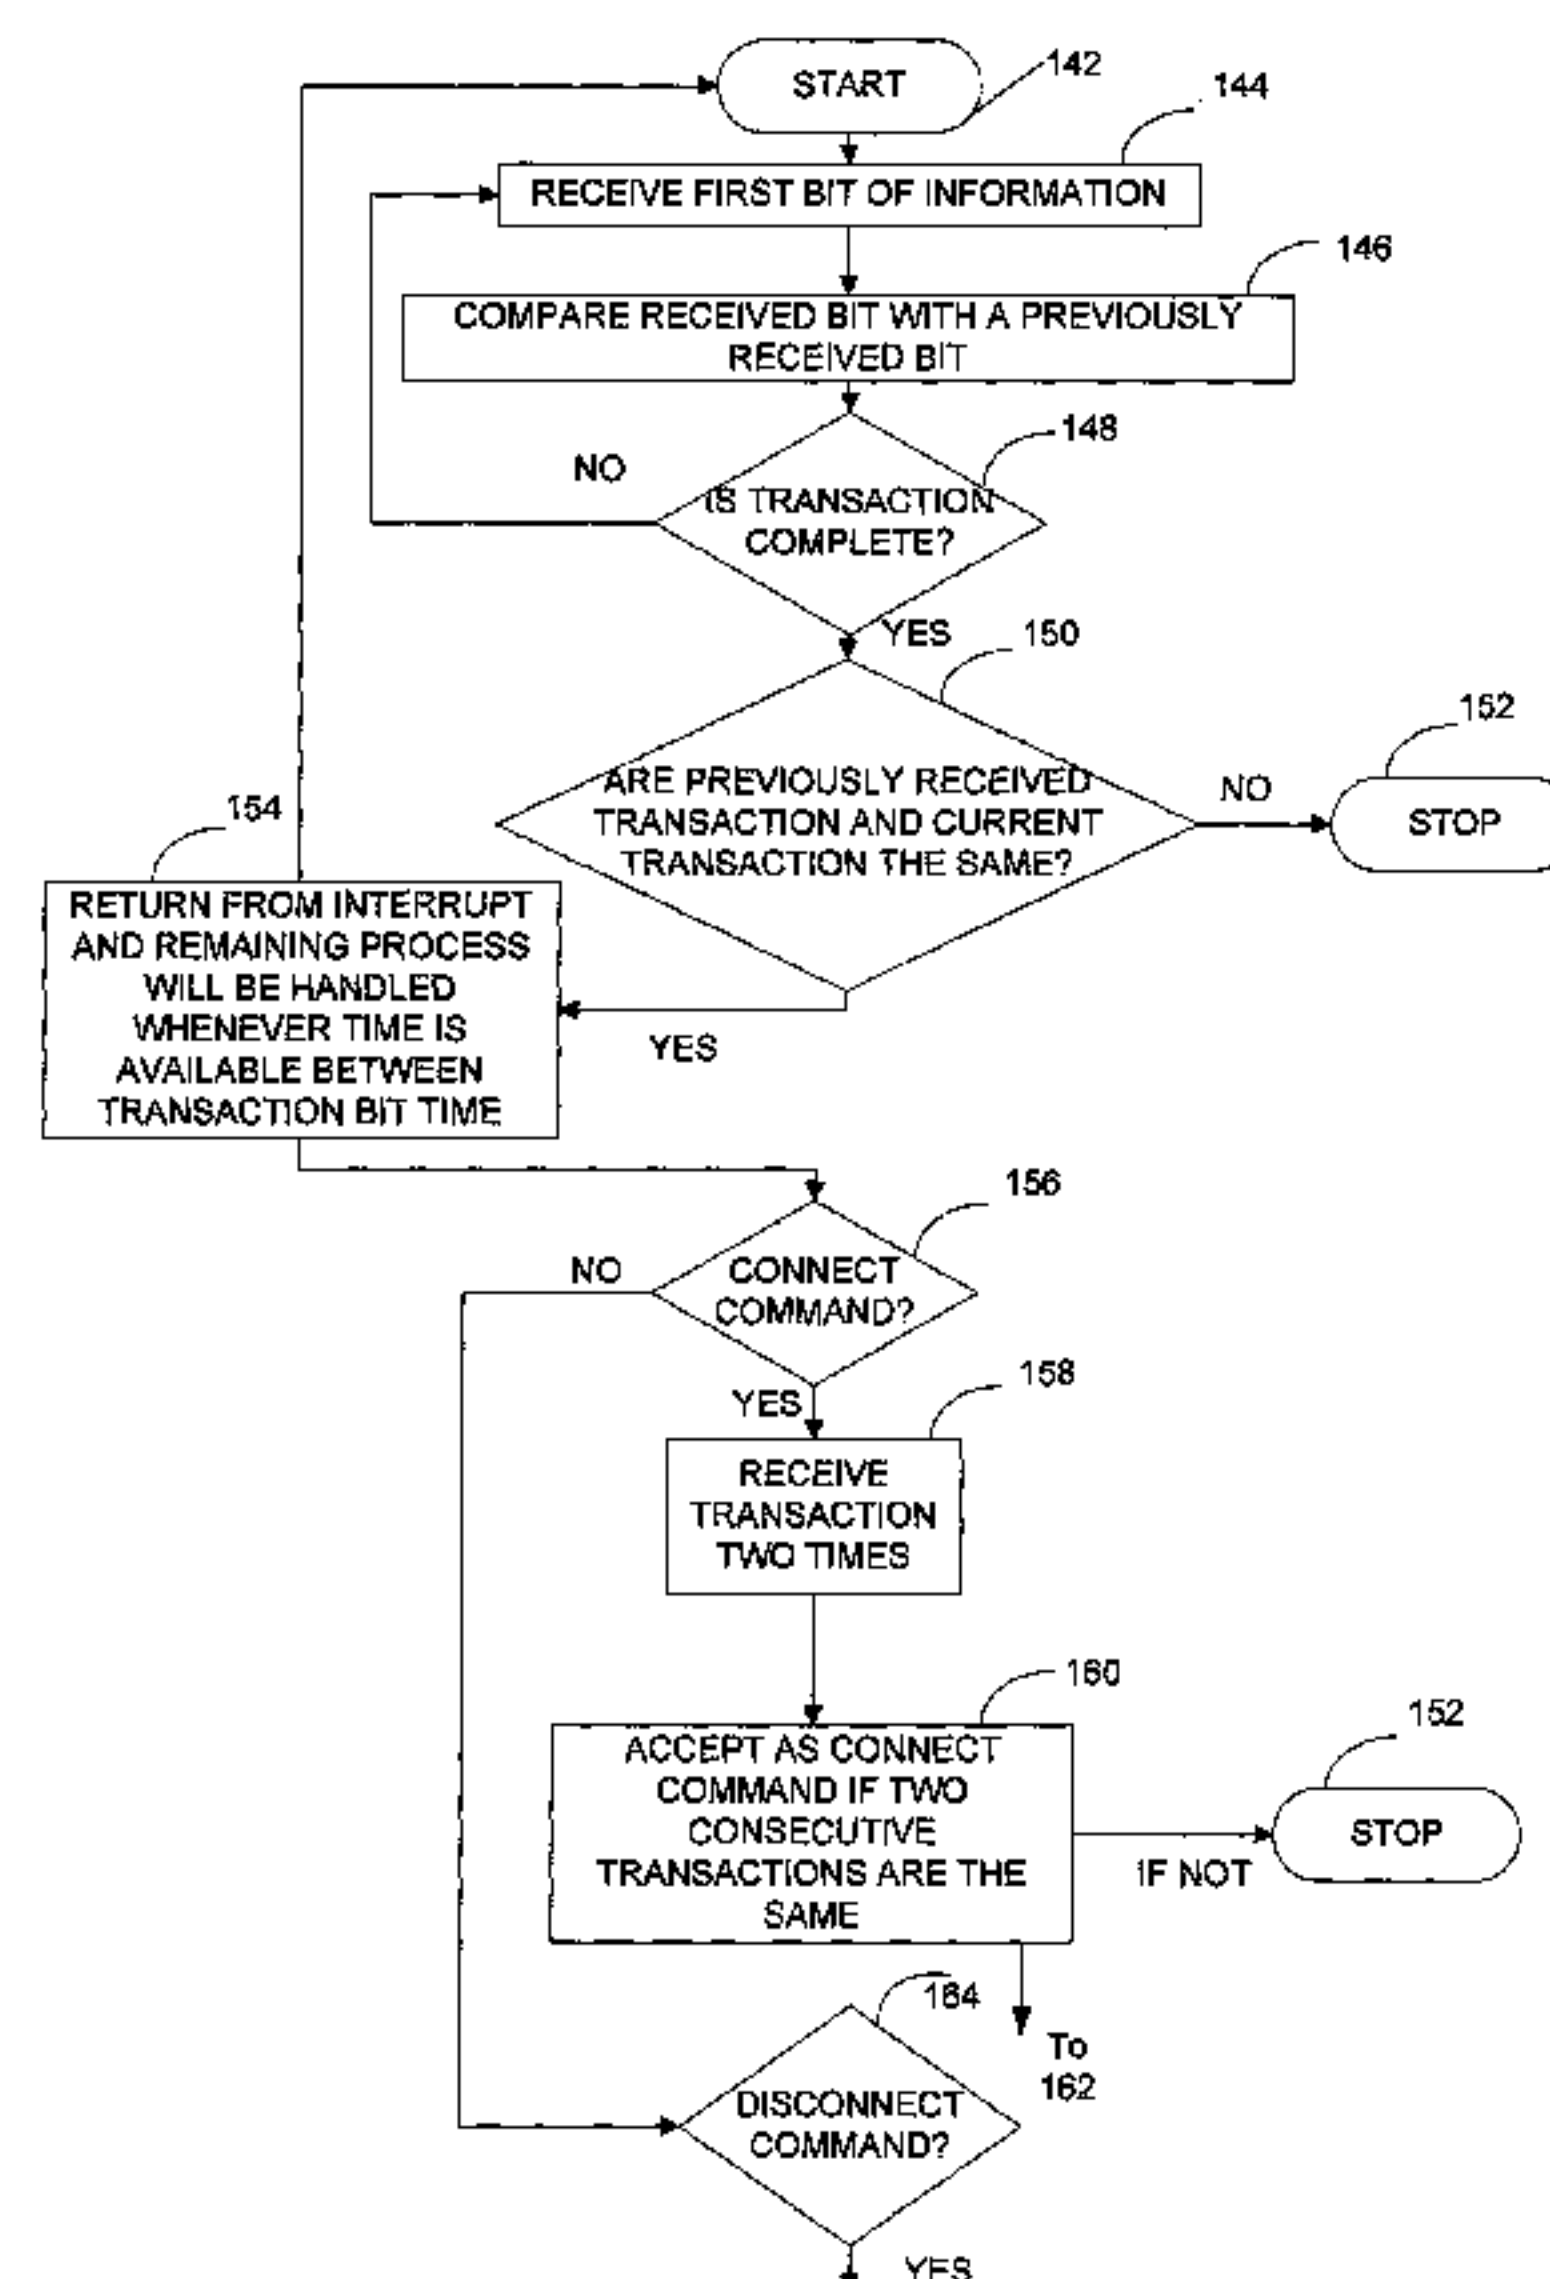 START
142
144
RECEIVE FIRST BIT OF INFORMATION
146
COMPARE RECEIVED BIT WITH A PREVIOUSLY
RECEIVED BIT
148
NO
IS TRANSACTION
COMPLETE?
YES
150
152
ARE PREVIOUSLY RECEIVED
TRANSACTION AND CURRENT
TRANSACTION THE SAME?
NO
STOP
154
RETURN FROM INTERRUPT
AND REMAINING PROCESS
WILL BE HANDLED
WHENEVER TIME IS
AVAILABLE BETWEEN
TRANSACTION BIT TIME
YES
156
NO
CONNECT
COMMAND?
YES
158
RECEIVE
TRANSACTION
TWO TIMES
160
152
ACCEPT AS CONNECT
COMMAND IF TWO
CONSECUTIVE
TRANSACTIONS ARE THE
SAME
STOP
IF NOT
164
To
162
DISCONNECT
COMMAND?
YES